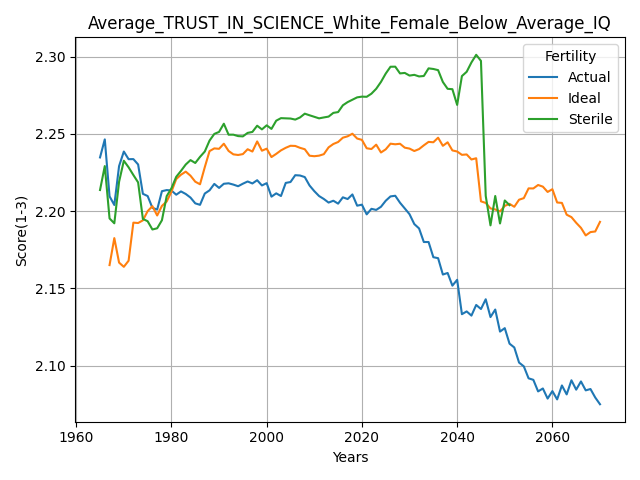 Average_TRUST_IN_SCIENCE_White_Female_Below_Average_IQ
Fertility
Actual
Ideal
Sterile
2.30
2.25
2.20
2.15
2.10
Score(1-3)
1960
1980
2000
2020
2040
2060
Years